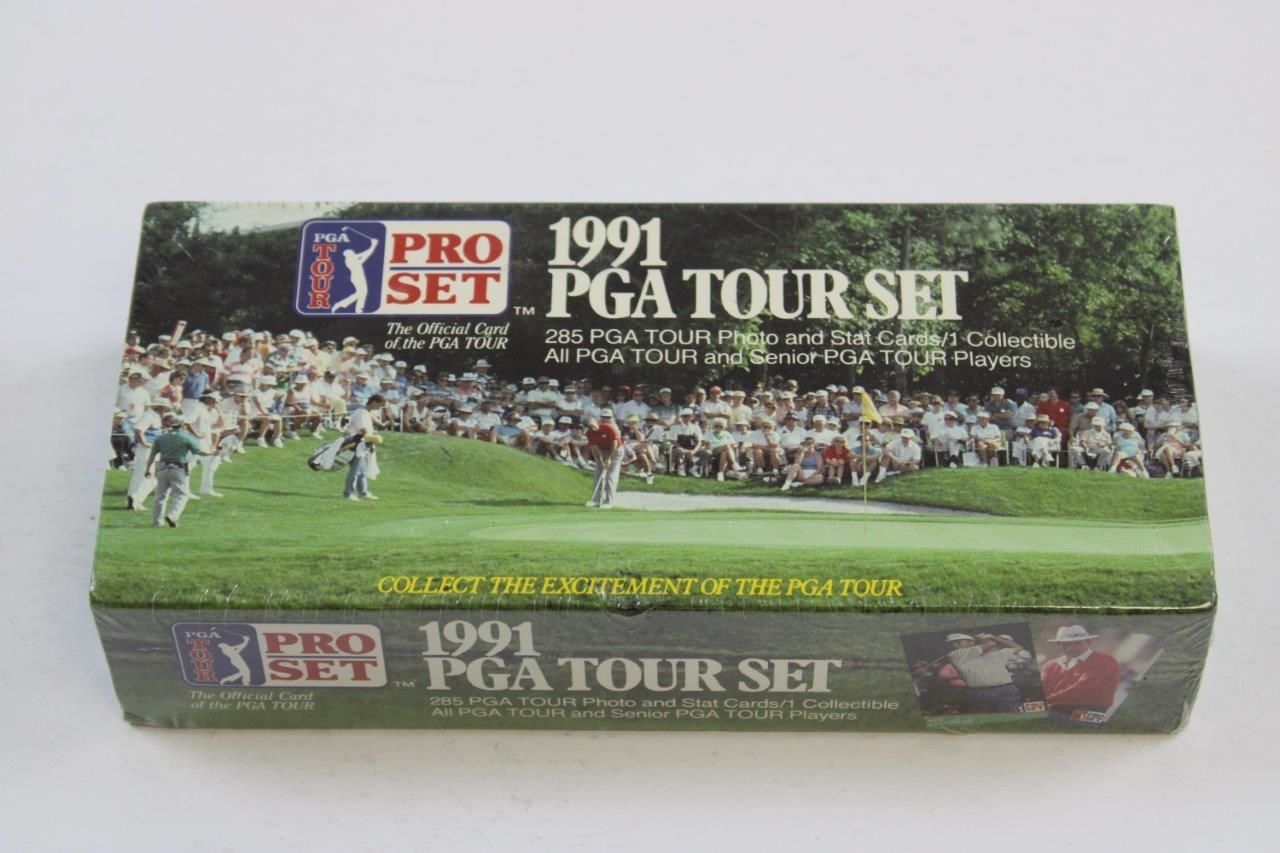 PGA
TOUR
PRO
SET
™
The Official Card
of the PGA TOUR
1991
PGA TOUR SET
285 PGA TOUR Photo and Stat Cards/1 Collectible
All PGA TOUR and Senior PGA TOUR Players
COLLECT THE EXCITEMENT OF THE PGA TOUR
PGA
TOUR
PRO
SET
™
The Official Card
of the PGA TOUR
1991
PGA TOUR SET
285 PGA TOUR Photo and Stat Cards/1 Collectible
All PGA TOUR and Senior PGA TOUR Players